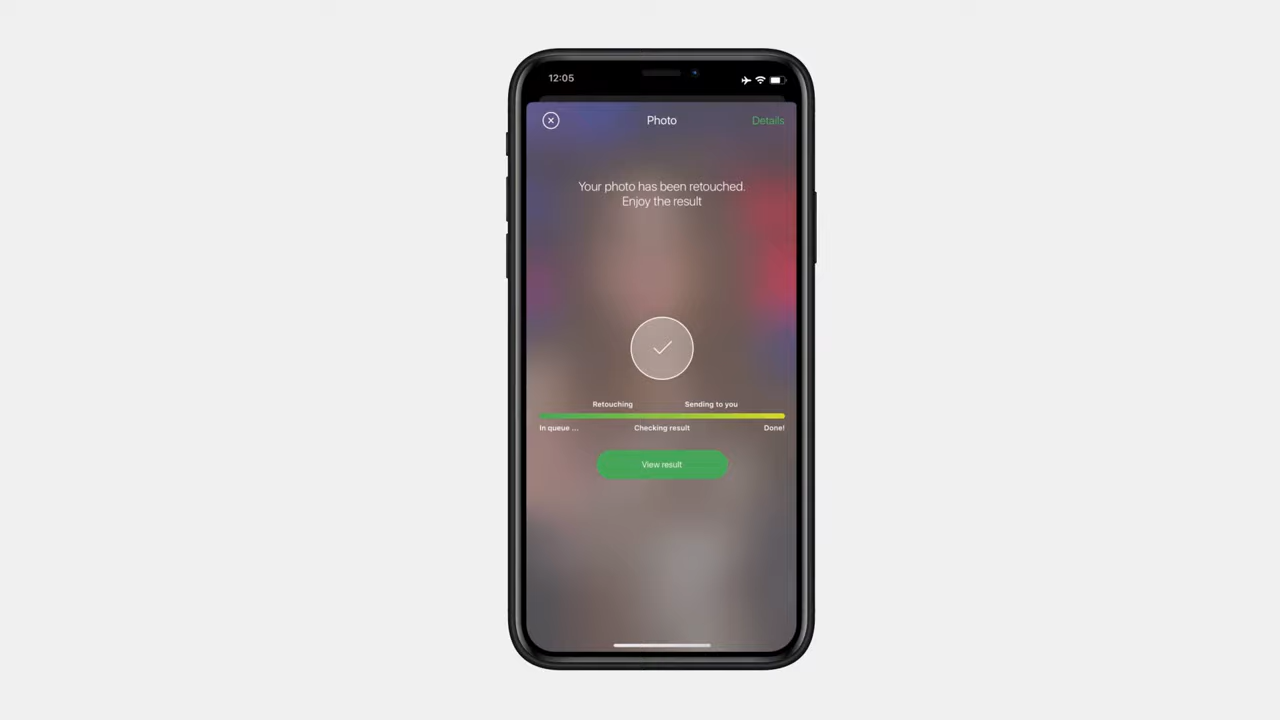 12:05
Photo
Details
Your photo has been retouched.
Enjoy the result
Retouching
Sending to you
In queue ...
Checking result
Done!
View result